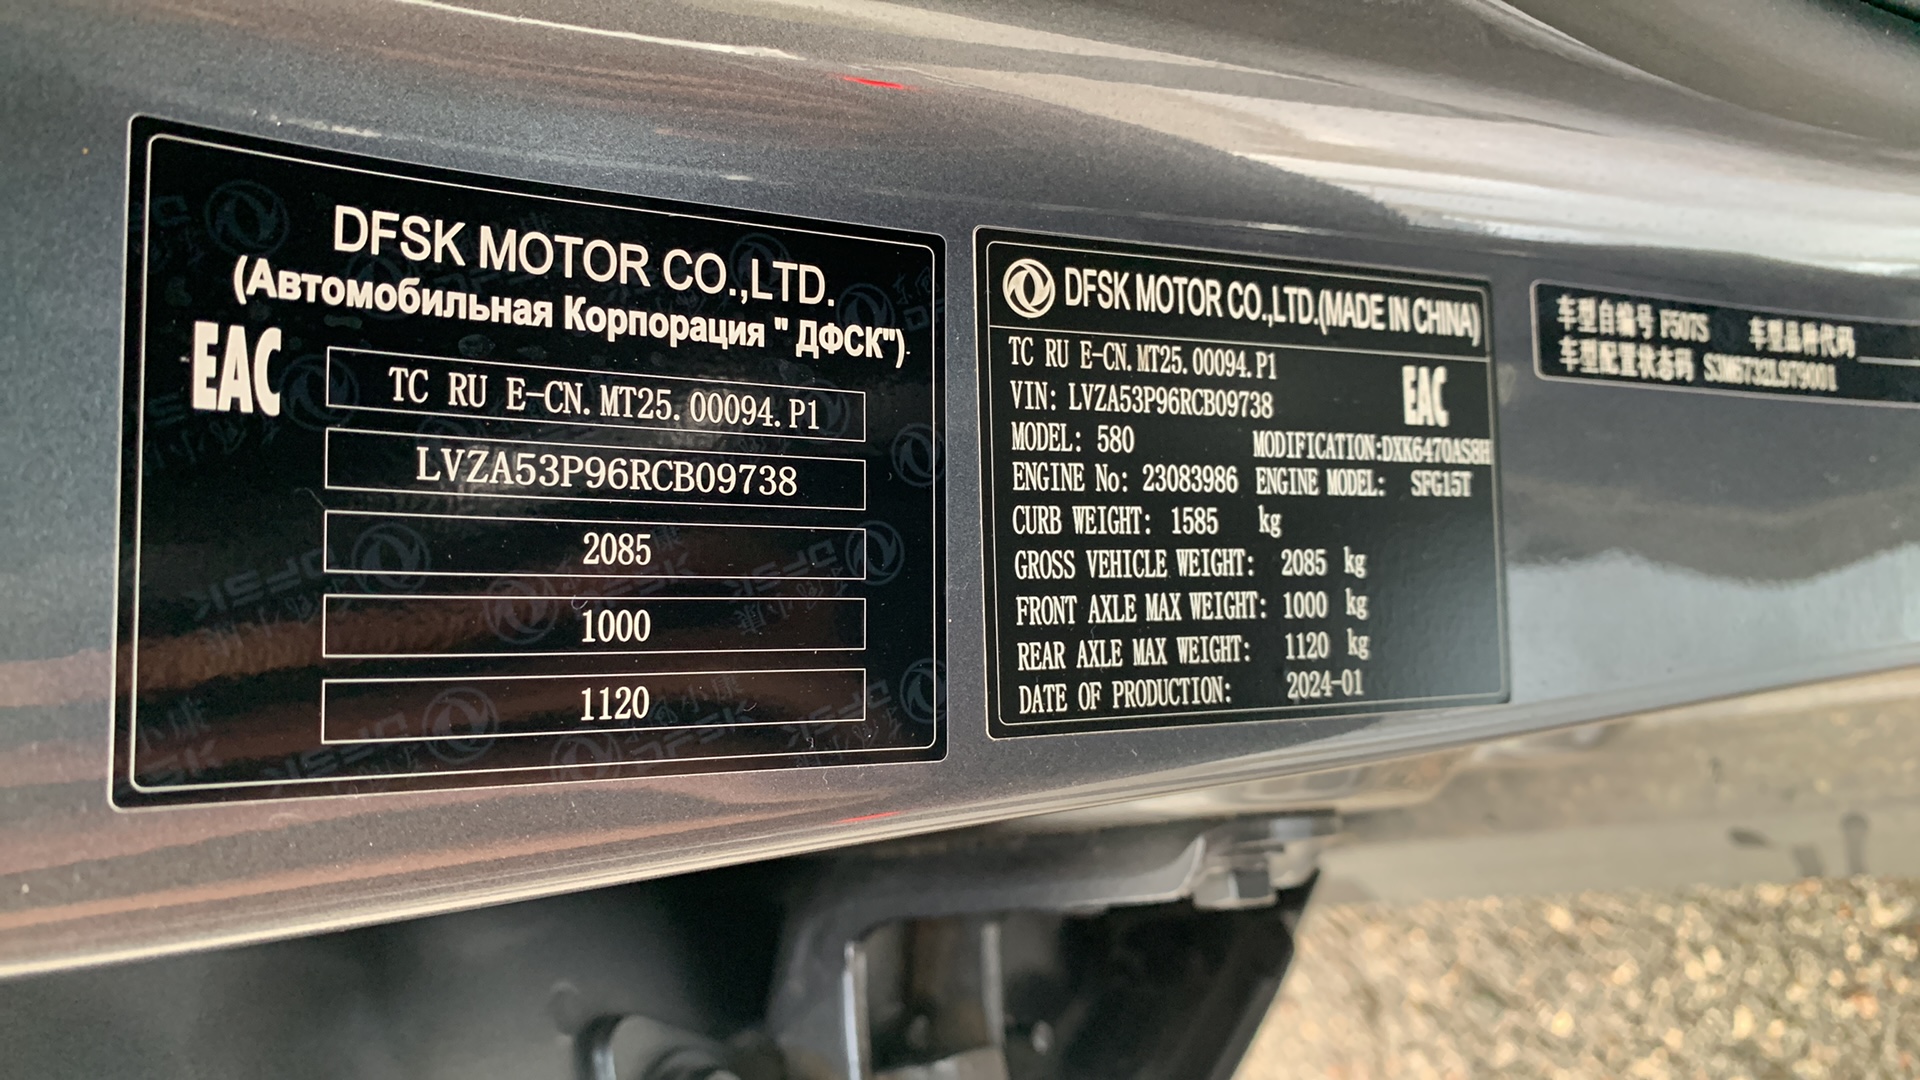 DFSK MOTOR CO.,LTD.
(Автомобильная Корпорация " ДФСК")
EAC
TC RU E-CN.MT25.00094.P1
LVZA53P96RCB09738
2085
1000
1120
DFSK MOTOR CO.,LTD.(MADE IN CHINA)
TC RU E-CN.MT25.00094.P1
EAC
VIN: LVZA53P96RCB09738
MODEL: 580 MODIFICATION:DXK6470AS8H
ENGINE No: 23083986 ENGINE MODEL: SFG15T
CURB WEIGHT: 1585 kg
GROSS VEHICLE WEIGHT: 2085 kg
FRONT AXLE MAX WEIGHT: 1000 kg
REAR AXLE MAX WEIGHT: 1120 kg
DATE OF PRODUCTION: 2024-01
车型自编号 F507S 车型品种代码
车型配置状态码